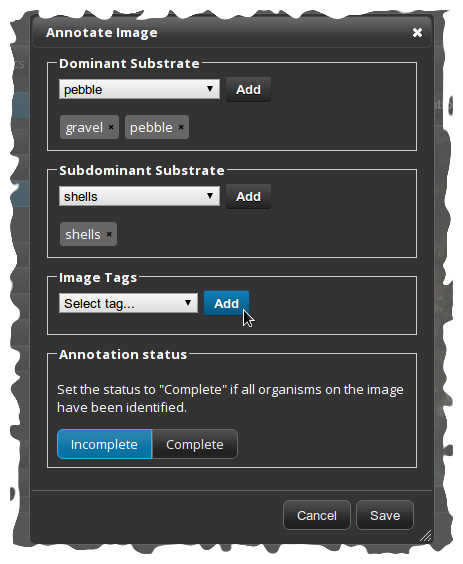 Annotate Image ×
Dominant Substrate
pebble Add
gravel × pebble ×
Subdominant Substrate
shells Add
shells ×
Image Tags
Select tag... Add
Annotation status
Set the status to "Complete" if all organisms on the image
have been identified.
Incomplete Complete
Cancel Save